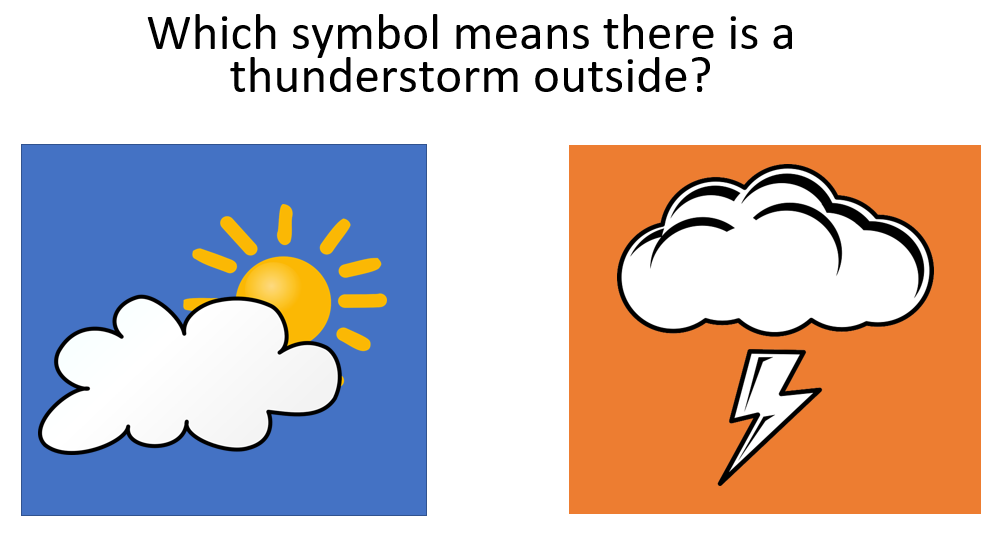 Which symbol means there is a
thunderstorm outside?